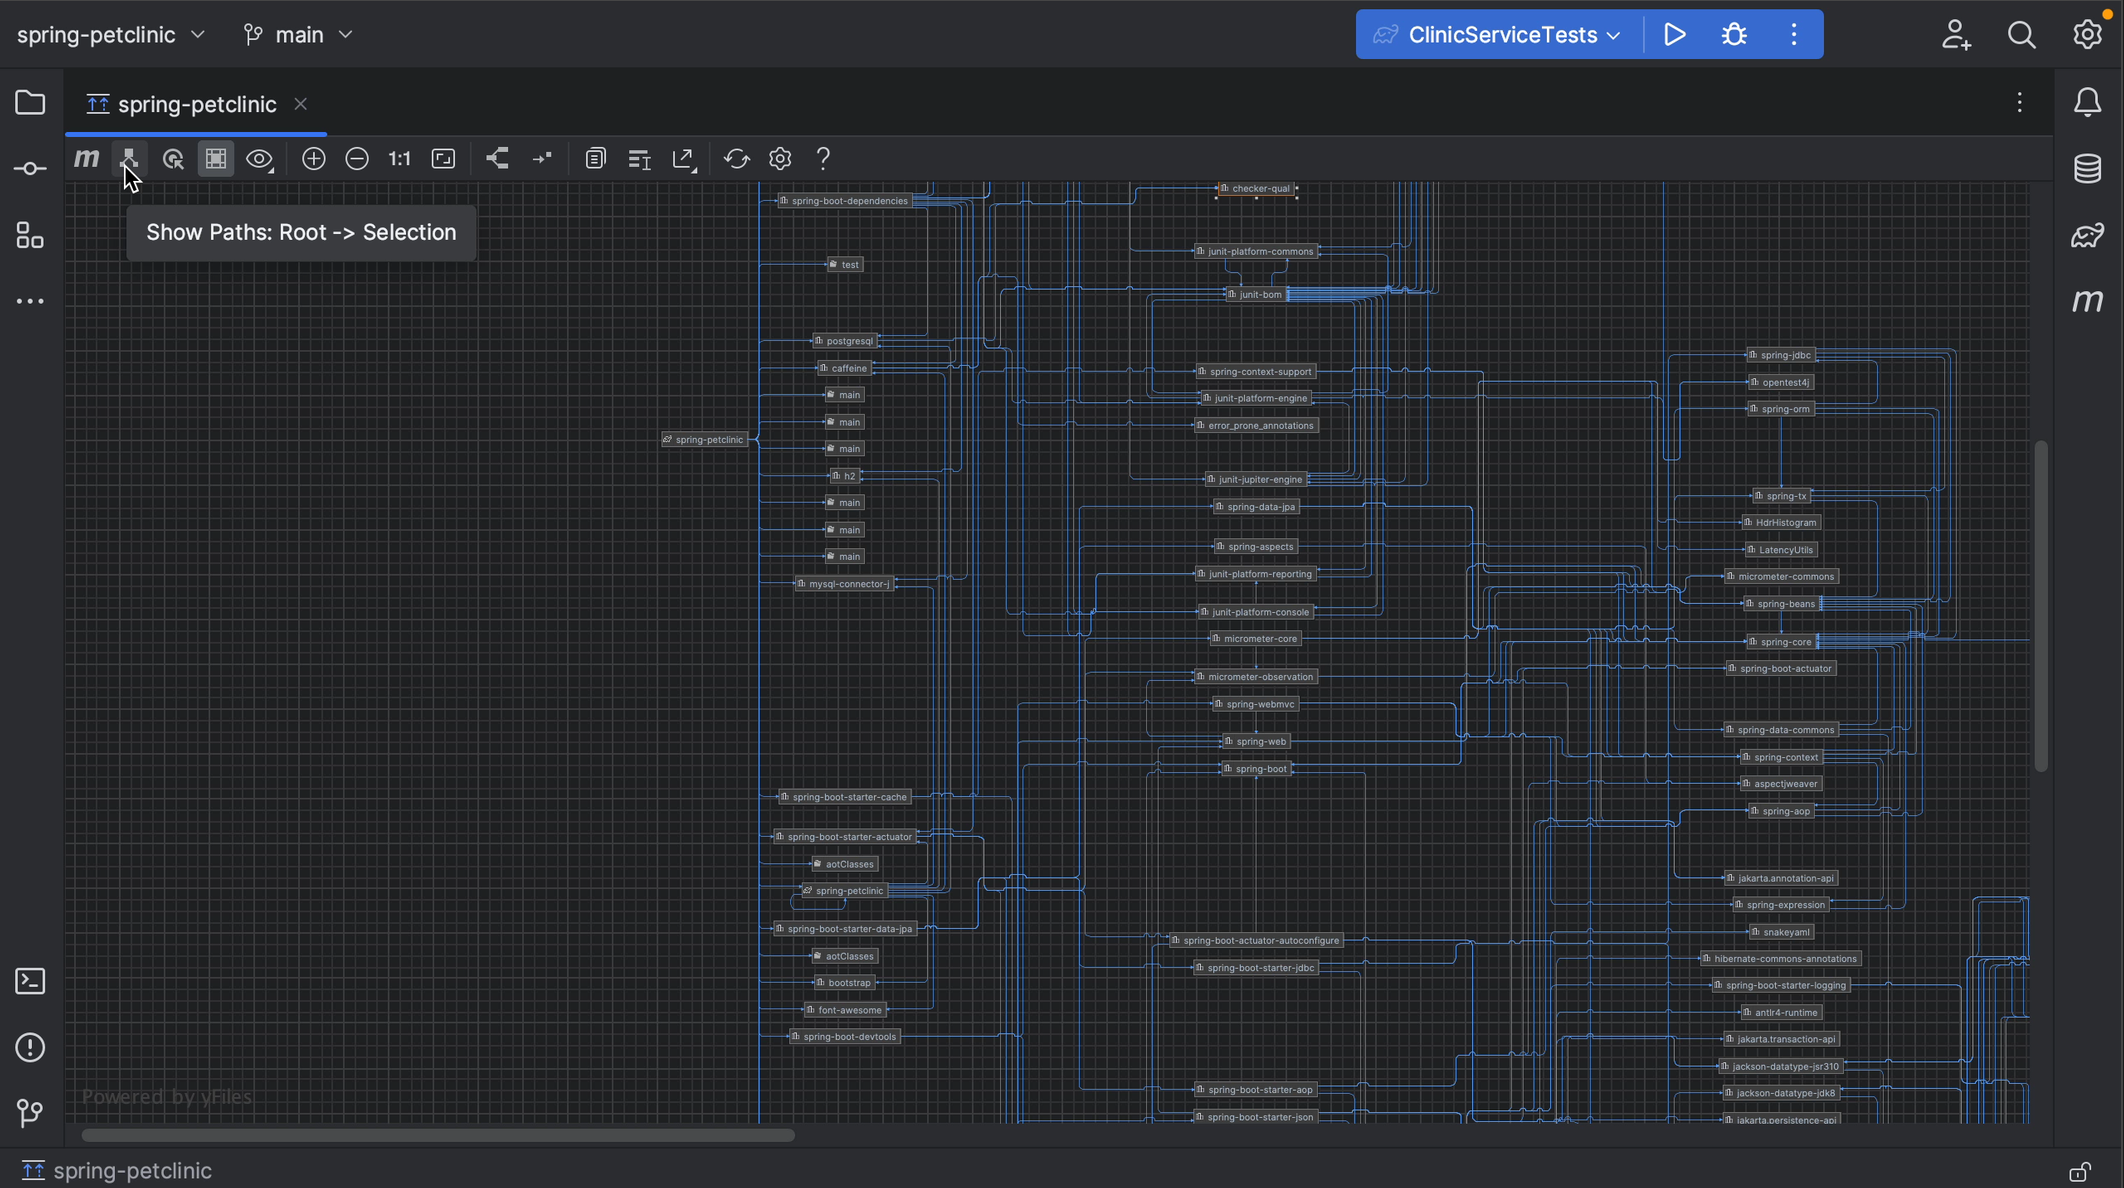 spring-petclinic
main
ClinicServiceTests
spring-petclinic
m
1:1
?
Show Paths: Root -> Selection
spring-boot-dependencies
test
postgresql
caffeine
main
main
main
spring-petclinic
h2
main
main
main
mysql-connector-j
spring-boot-starter-cache
spring-boot-starter-actuator
aotClasses
spring-petclinic
spring-boot-starter-data-jpa
aotClasses
bootstrap
font-awesome
spring-boot-devtools
checker-qual
junit-platform-commons
junit-bom
spring-context-support
junit-platform-engine
error_prone_annotations
junit-jupiter-engine
spring-data-jpa
spring-aspects
junit-platform-reporting
junit-platform-console
micrometer-core
micrometer-observation
spring-webmvc
spring-web
spring-boot
spring-boot-actuator-autoconfigure
spring-boot-starter-jdbc
spring-boot-starter-aop
spring-boot-starter-json
spring-jdbc
opentest4j
spring-orm
spring-tx
HdrHistogram
LatencyUtils
micrometer-commons
spring-beans
spring-core
spring-boot-actuator
spring-data-commons
spring-context
aspectjweaver
spring-aop
jakarta.annotation-api
spring-expression
snakeyaml
hibernate-commons-annotations
spring-boot-starter-logging
antlr4-runtime
jakarta.transaction-api
jackson-datatype-jsr310
jackson-datatype-jdk8
jakarta.persistence-api
m
Powered by yFiles
spring-petclinic